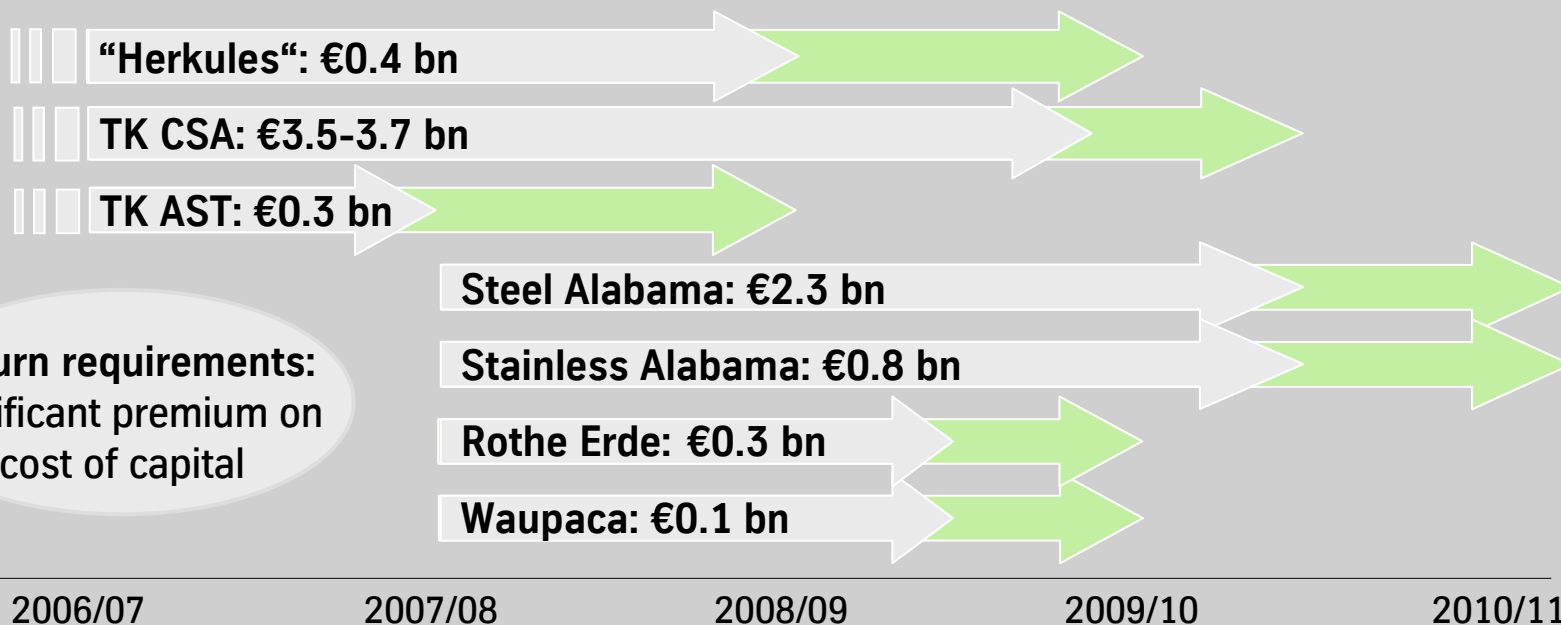 “Herkules“: €0.4 bn
TK CSA: €3.5-3.7 bn
TK AST: €0.3 bn
Steel Alabama: €2.3 bn
Stainless Alabama: €0.8 bn
Rothe Erde: €0.3 bn
Waupaca: €0.1 bn
requirements:
premium on
cost of capital
2006/07 2007/08 2008/09 2009/10 2010/11